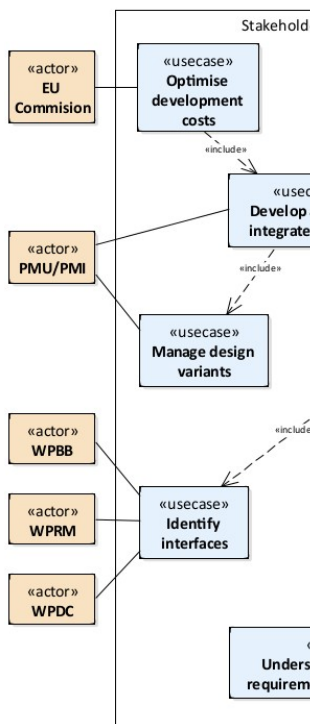 Stakehold
«actor»
EU
Commision
«usecase»
Optimise
development
costs
«include»
«usec
Develop
integrate
«actor»
PMU/PMI
«include»
«usecase»
Manage design
variants
«actor»
WPBB
«include
«usecase»
Identify
interfaces
«actor»
WPRM
«actor»
WPDC
Unders
requirem